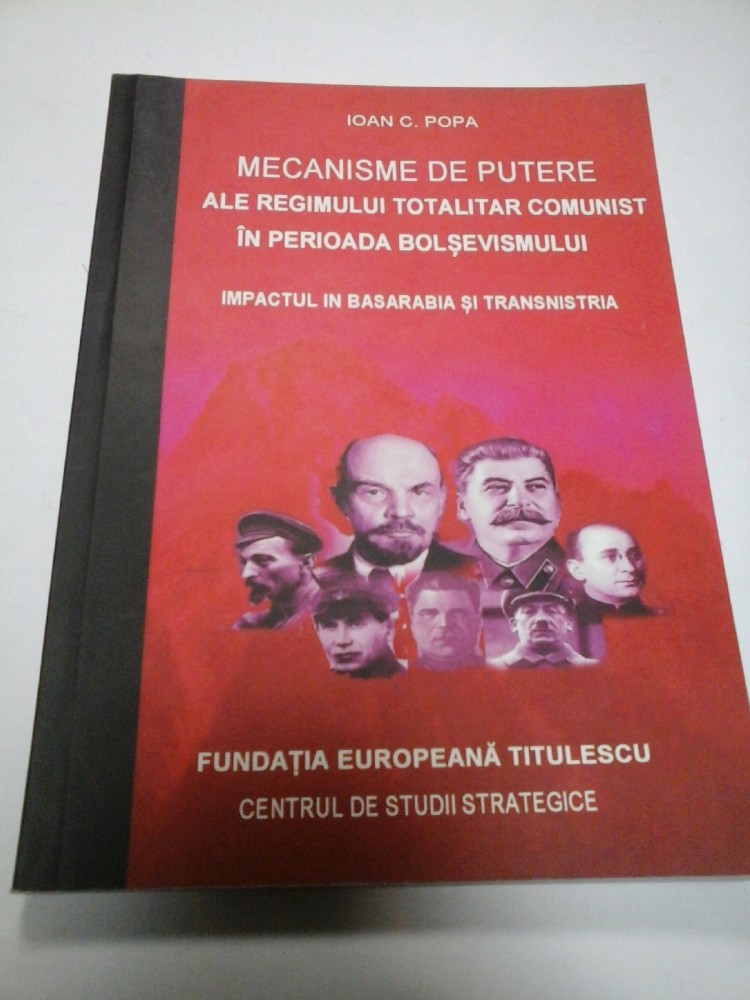 IOAN C. POPA
MECANISME DE PUTERE
ALE REGIMULUI TOTALITAR COMUNIST
ÎN PERIOADA BOLȘEVISMULUI
IMPACTUL IN BASARABIA ȘI TRANSNISTRIA
FUNDAȚIA EUROPEANĂ TITULESCU
CENTRUL DE STUDII STRATEGICE